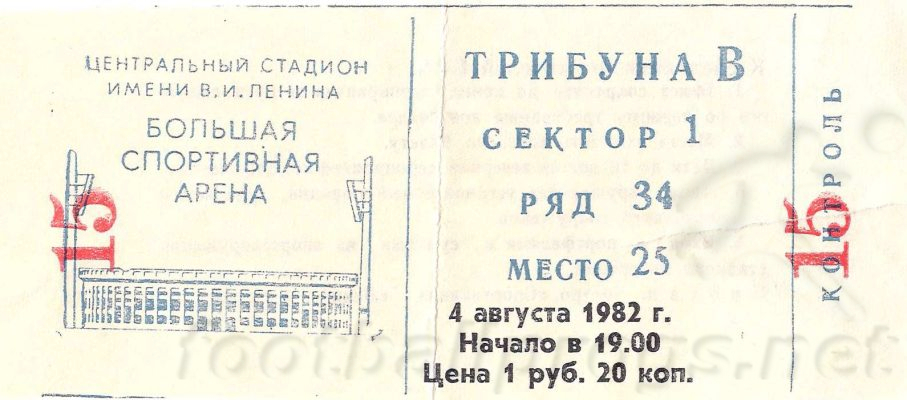 ЦЕНТРАЛЬНЫЙ СТАДИОН
ИМЕНИ В.И.ЛЕНИНА
БОЛЬШАЯ
СПОРТИВНАЯ
АРЕНА
15
ТРИБУНА В
СЕКТОР 1
РЯД 34
МЕСТО 25
4 августа 1982 г.
Начало в 19.00
Цена 1 руб. 20 коп.
15
КОНТРОЛЬ